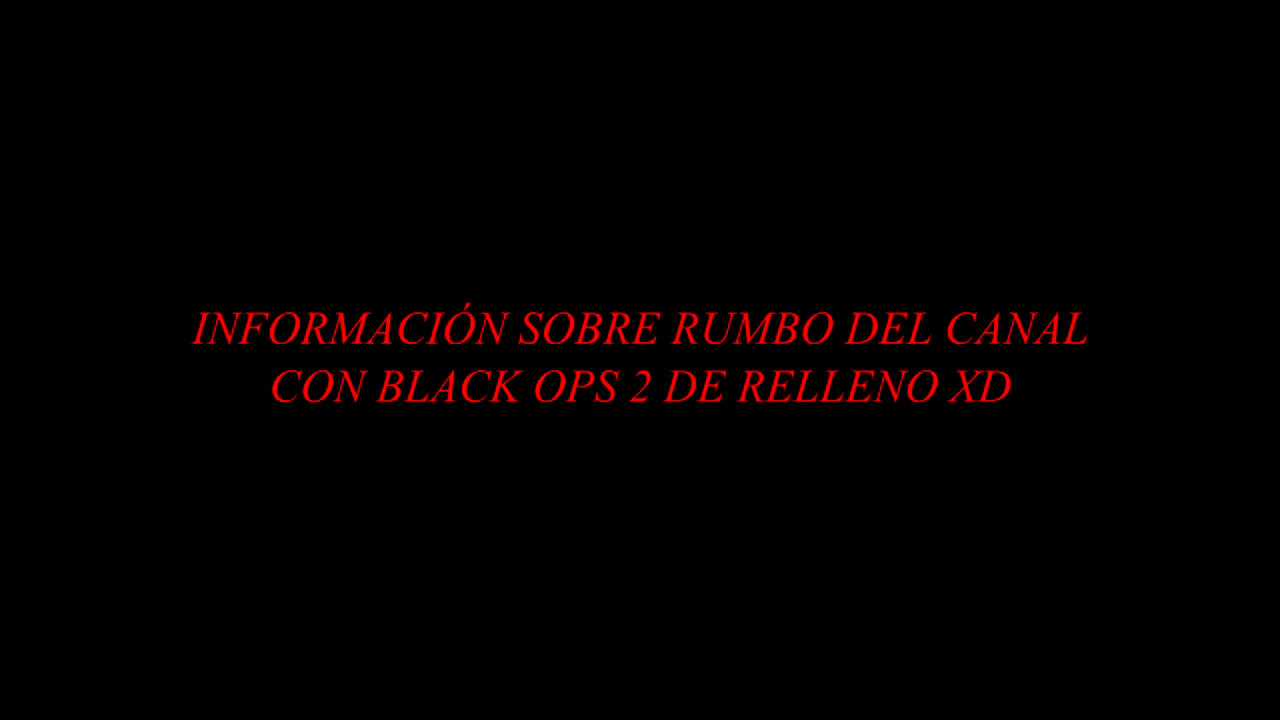 INFORMACIÓN SOBRE RUMBO DEL CANAL
CON BLACK OPS 2 DE RELLENO XD